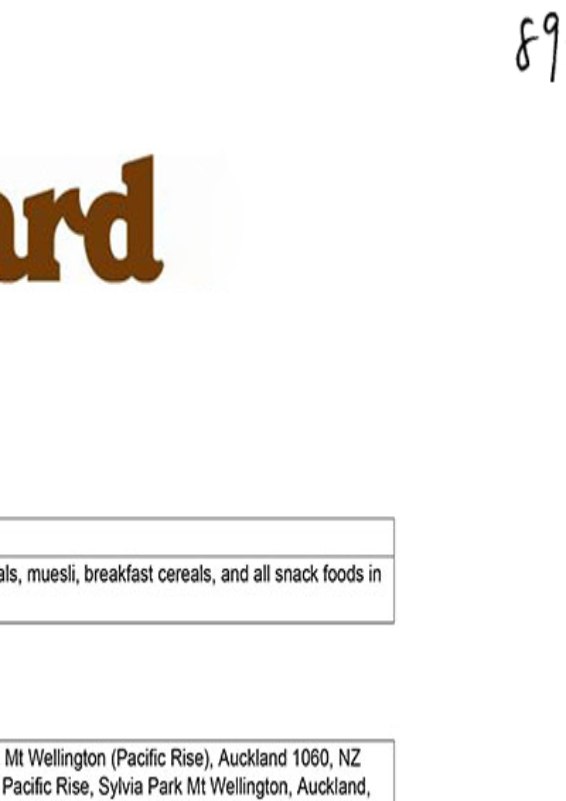 89
ard
als, muesli, breakfast cereals, and all snack foods in
Mt Wellington (Pacific Rise), Auckland 1060, NZ
Pacific Rise, Sylvia Park Mt Wellington, Auckland,